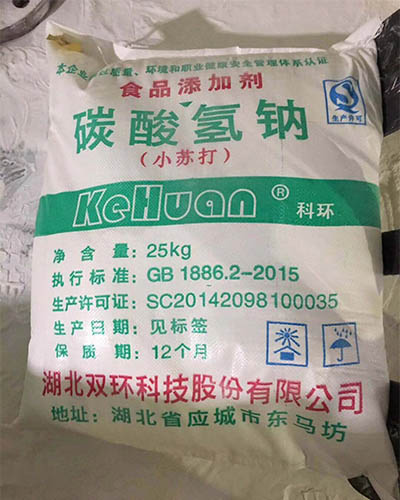 本企业通过质量、环境和职业健康安全管理体系认证
食品添加剂
碳酸氢钠
(小苏打)
生产许可
KeHuan ® 科环
净含量: 25kg
执行标准: GB 1886.2-2015
生产许可证: SC20142098100035
生产日期: 见标签
保质期: 12个月
湖北双环科技股份有限公司
地址: 湖北省应城市东马坊